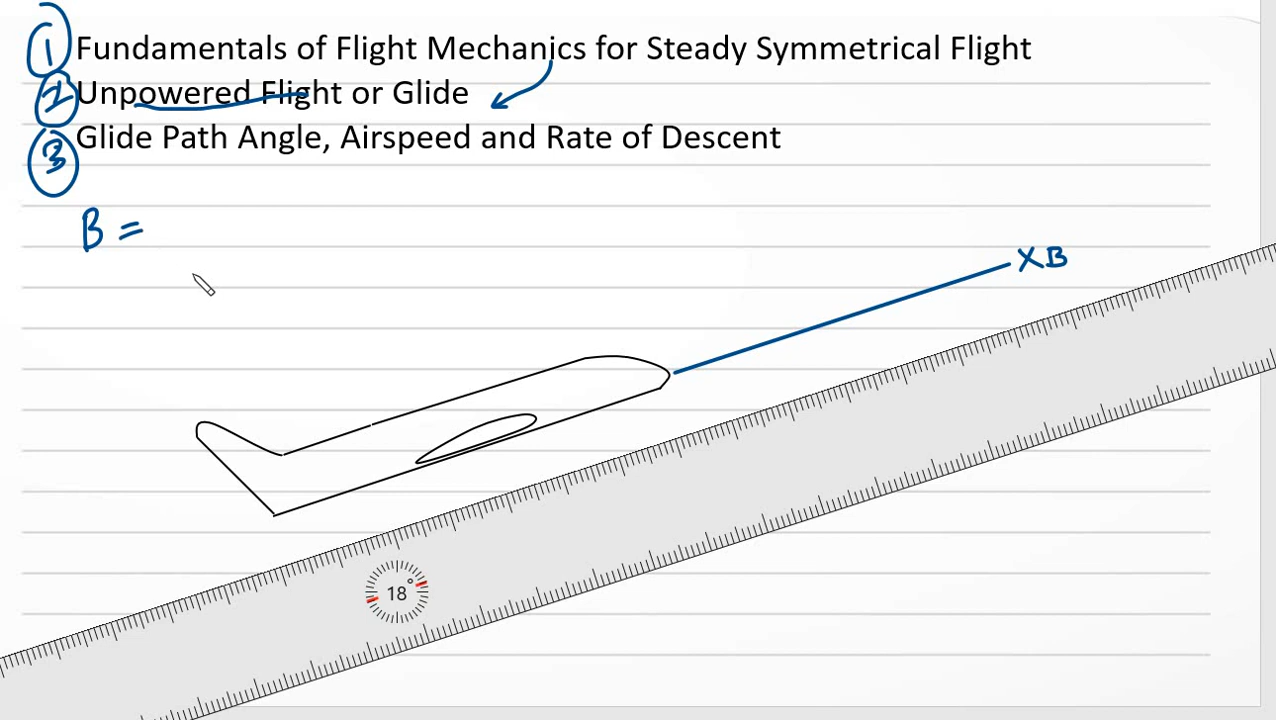 1 Fundamentals of Flight Mechanics for Steady Symmetrical Flight
2 Unpowered Flight or Glide
3 Glide Path Angle, Airspeed and Rate of Descent
B =
XB
18°